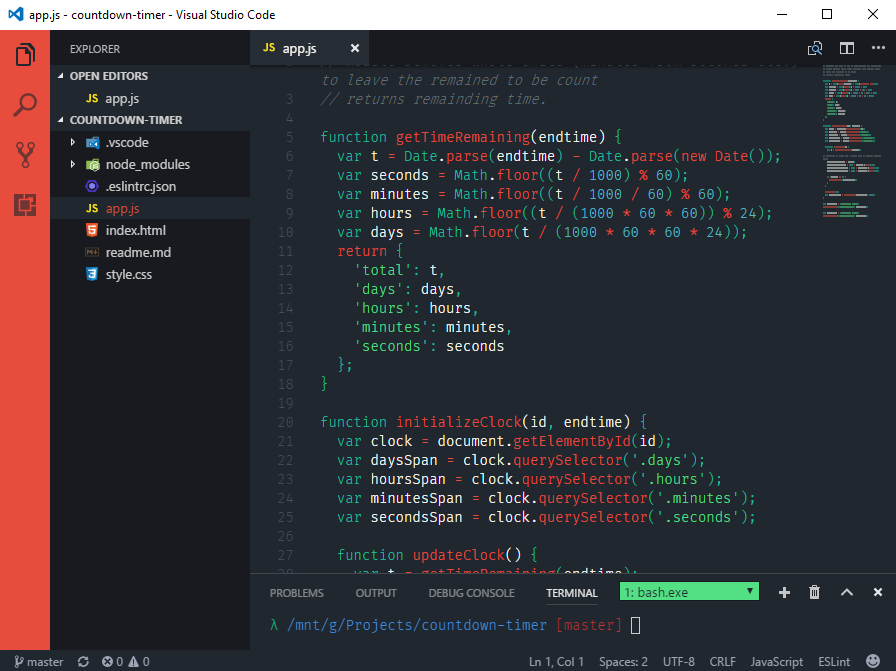 app.js - countdown-timer - Visual Studio Code
EXPLORER
OPEN EDITORS
JS app.js
COUNTDOWN-TIMER
.vscode
node_modules
.eslintrc.json
JS app.js
index.html
readme.md
style.css
JS app.js
to leave the remained to be count
3 // returns remainding time.
4
5 function getTimeRemaining(endtime) {
6 var t = Date.parse(endtime) - Date.parse(new Date());
7 var seconds = Math.floor((t / 1000) % 60);
8 var minutes = Math.floor((t / 1000 / 60) % 60);
9 var hours = Math.floor((t / (1000 * 60 * 60)) % 24);
10 var days = Math.floor(t / (1000 * 60 * 60 * 24));
11 return {
12 'total': t,
13 'days': days,
14 'hours': hours,
15 'minutes': minutes,
16 'seconds': seconds
17 };
18 }
19
20 function initializeClock(id, endtime) {
21 var clock = document.getElementById(id);
22 var daysSpan = clock.querySelector('.days');
23 var hoursSpan = clock.querySelector('.hours');
24 var minutesSpan = clock.querySelector('.minutes');
25 var secondsSpan = clock.querySelector('.seconds');
26
27 function updateClock() {
28 var t = getTimeRemaining(endtime);
PROBLEMS OUTPUT DEBUG CONSOLE TERMINAL 1: bash.exe
λ /mnt/g/Projects/countdown-timer [master]
master 0 0 Ln 1, Col 1 Spaces: 2 UTF-8 CRLF JavaScript ESLint